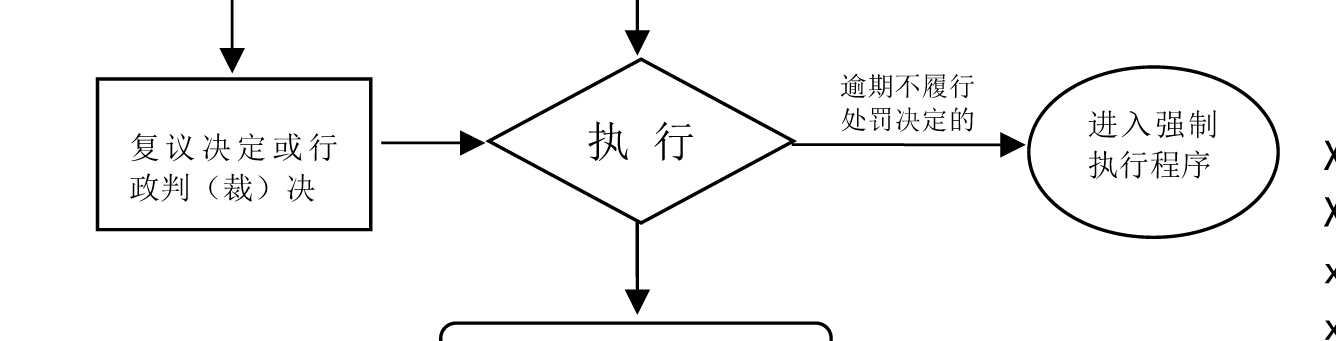 复议决定或行
政判（裁）决
执 行
逾期不履行
处罚决定的
进入强制
执行程序